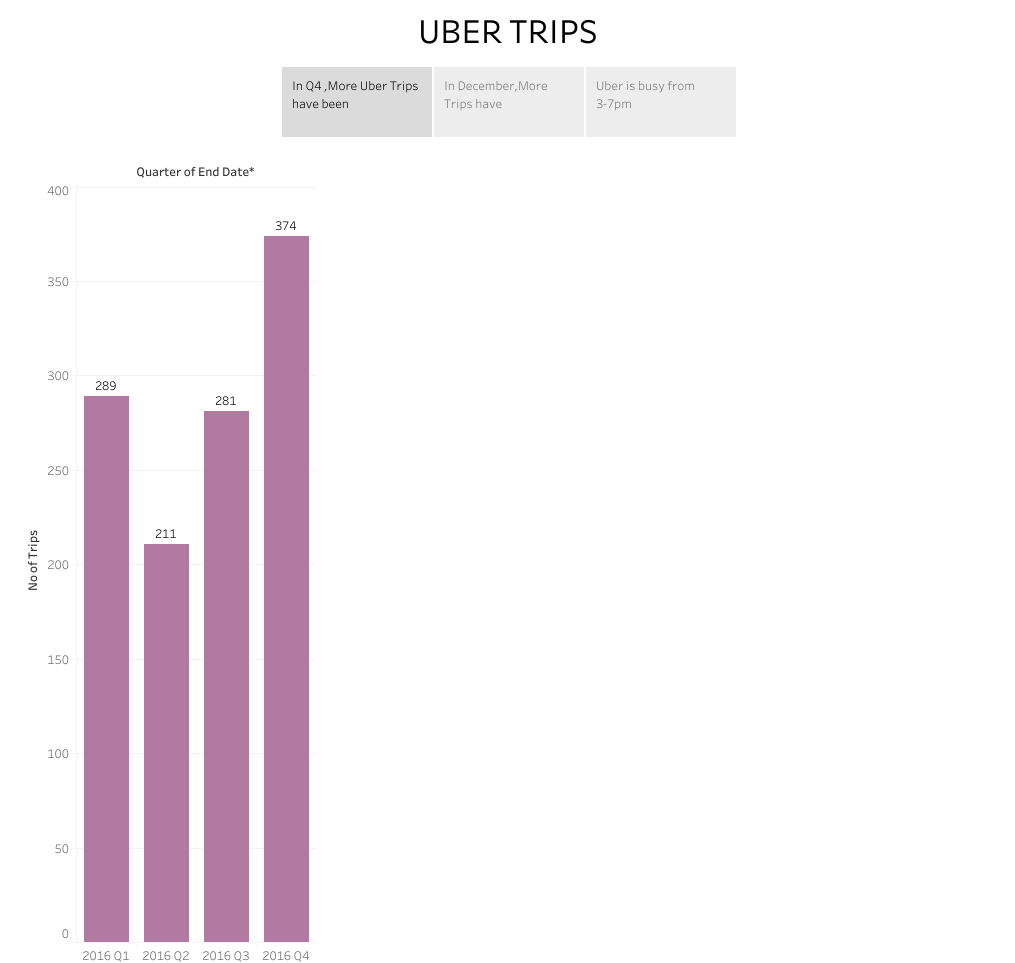 UBER TRIPS
In Q4 ,More Uber Trips
have been
In December,More
Trips have
Uber is busy from
3-7pm
Quarter of End Date*
400
350
300
250
200
150
100
50
0
No of Trips
289
211
281
374
2016 Q1
2016 Q2
2016 Q3
2016 Q4